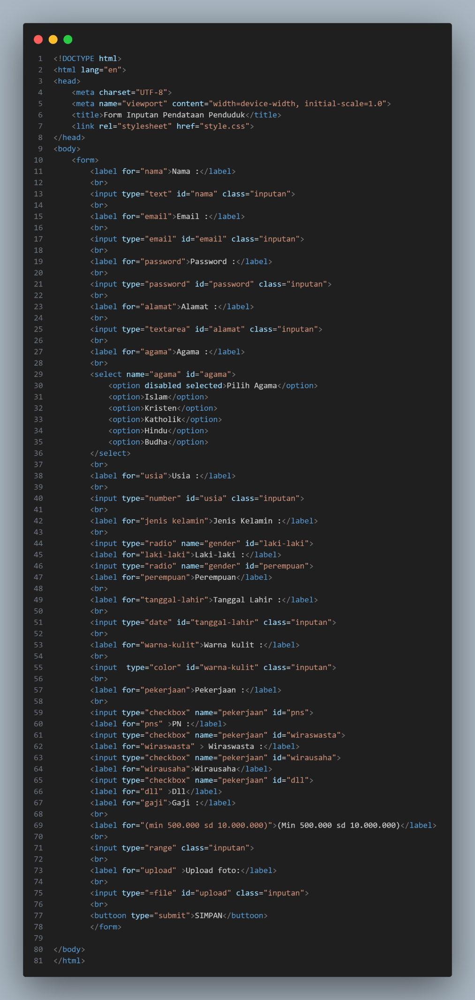 1 <!DOCTYPE html>
2 <html lang="en">
3 <head>
4     <meta charset="UTF-8">
5     <meta name="viewport" content="width=device-width, initial-scale=1.0">
6     <title>Form Inputan Pendataan Penduduk</title>
7     <link rel="stylesheet" href="style.css">
8 </head>
9 <body>
10     <form>
11         <label for="nama">Nama :</label>
12         <br>
13         <input type="text" id="nama" class="inputan">
14         <br>
15         <label for="email">Email :</label>
16         <br>
17         <input type="email" id="email" class="inputan">
18         <br>
19         <label for="password">Password :</label>
20         <br>
21         <input type="password" id="password" class="inputan">
22         <br>
23         <label for="alamat">Alamat :</label>
24         <br>
25         <input type="textarea" id="alamat" class="inputan">
26         <br>
27         <label for="agama">Agama :</label>
28         <br>
29         <select name="agama" id="agama">
30             <option disabled selected>Pilih Agama</option>
31             <option>Islam</option>
32             <option>Kristen</option>
33             <option>Katholik</option>
34             <option>Hindu</option>
35             <option>Budha</option>
36         </select>
37         <br>
38         <label for="usia">Usia :</label>
39         <br>
40         <input type="number" id="usia" class="inputan">
41         <br>
42         <label for="jenis kelamin">Jenis Kelamin :</label>
43         <br>
44         <input type="radio" name="gender" id="laki-laki">
45         <label for="laki-laki">Laki-laki :</label>
46         <input type="radio" name="gender" id="perempuan">
47         <label for="perempuan">Perempuan</label>
48         <br>
49         <label for="tanggal-lahir">Tanggal Lahir :</label>
50         <br>
51         <input type="date" id="tanggal-lahir" class="inputan">
52         <br>
53         <label for="warna-kulit">Warna kulit :</label>
54         <br>
55         <input  type="color" id="warna-kulit" class="inputan">
56         <br>
57         <label for="pekerjaan">Pekerjaan :</label>
58         <br>
59         <input type="checkbox" name="pekerjaan" id="pns">
60         <label for="pns" >PN :</label>
61         <input type="checkbox" name="pekerjaan" id="wiraswasta">
62         <label for="wiraswasta" > Wiraswasta :</label>
63         <input type="checkbox" name="pekerjaan" id="wirausaha">
64         <label for="wirausaha">Wirausaha</label>
65         <input type="checkbox" name="pekerjaan" id="dll">
66         <label for="dll" >Dll</label>
67         <label for="gaji">Gaji :</label>
68         <br>
69         <label for="(min 500.000 sd 10.000.000)">(Min 500.000 sd 10.000.000)</label>
70         <br>
71         <input type="range" class="inputan">
72         <br>
73         <label for="upload" >Upload foto:</label>
74         <br>
75         <input type="=file" id="upload" class="inputan">
76         <br>
77         <buttoon type="submit">SIMPAN</buttoon>
78         </form>
79
80 </body>
81 </html>